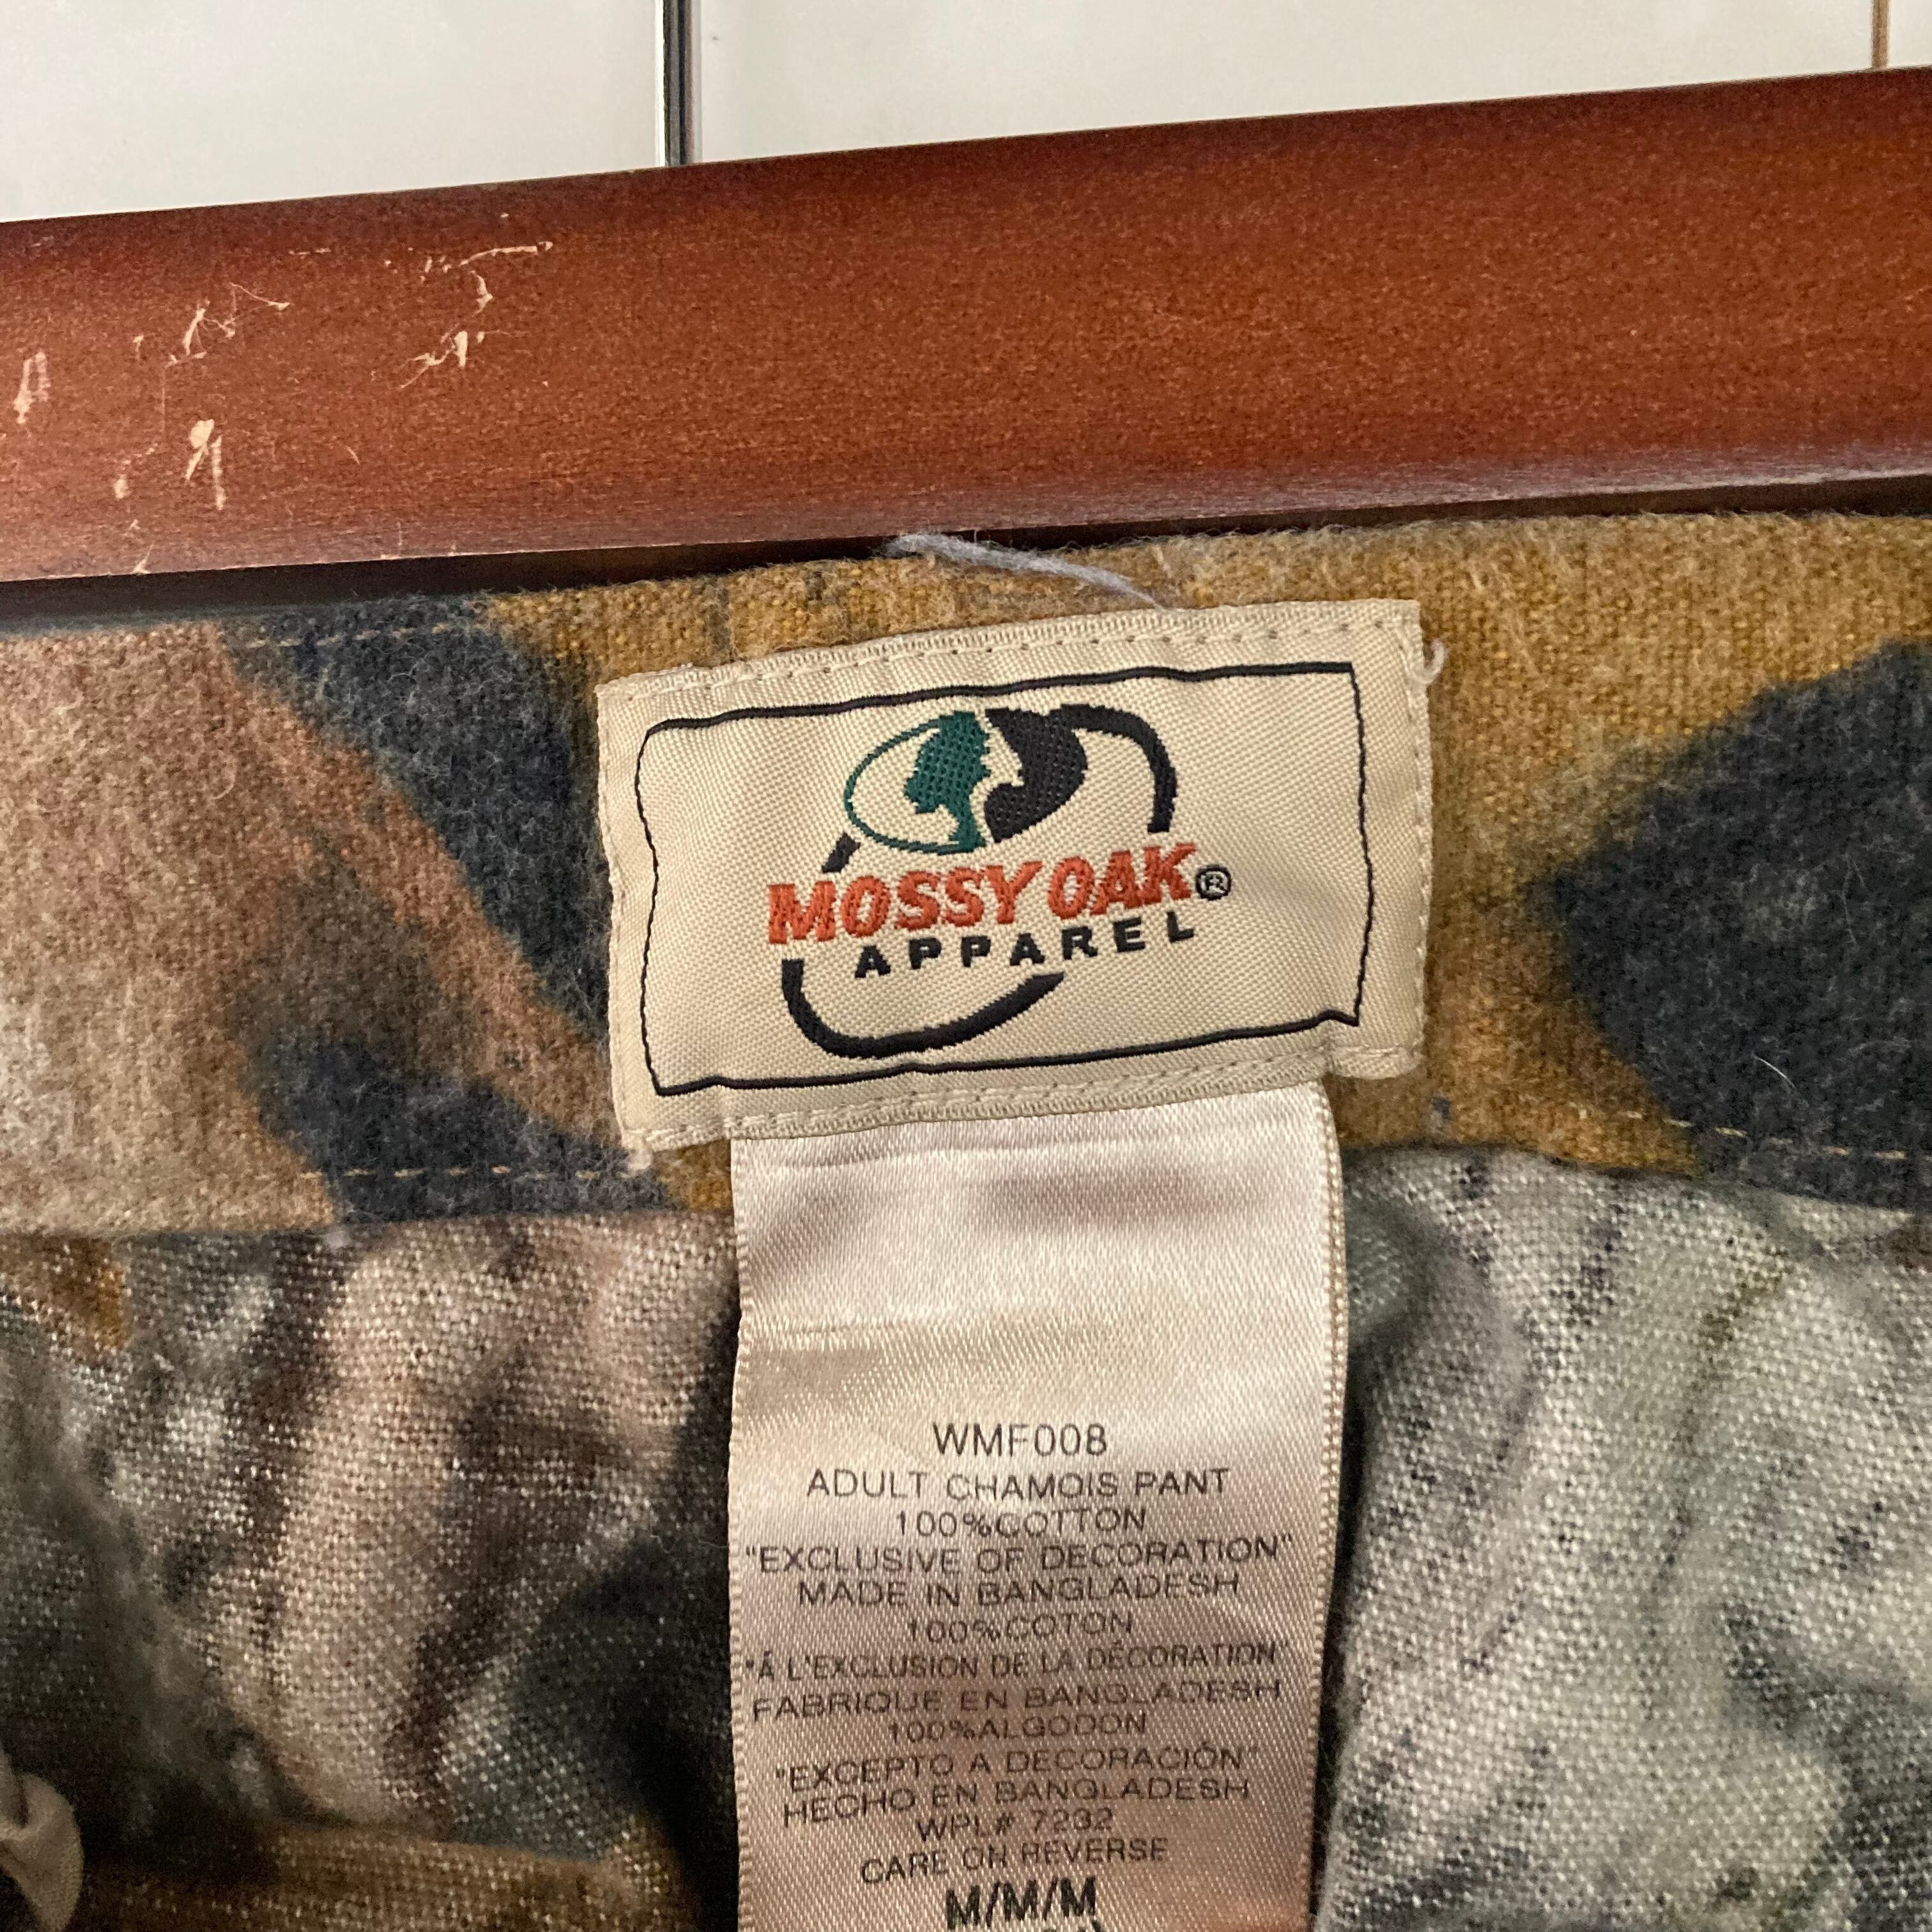 MOSSY OAK®
APPAREL
WMF008
ADULT CHAMOIS PANT
100%COTTON
"EXCLUSIVE OF DECORATION"
MADE IN BANGLADESH
100%COTON
"Á L'EXCLUSION DE LA DÉCORATION"
FABRIQUE EN BANGLADESH
100%ALGODON
"EXCEPTO A DECORACIÓN"
HECHO EN BANGLADESH
WPL# 7232
CARE ON REVERSE
M/M/M